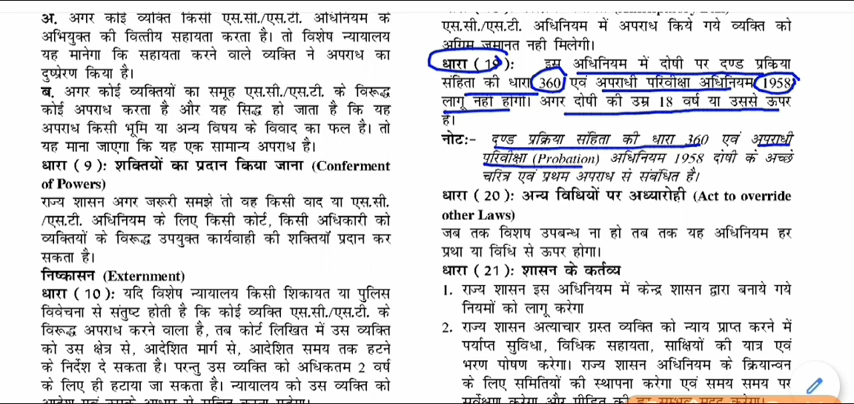 अ. अगर कोई व्यक्ति किसी एस.सी./एस.टी. अधिनियम के
अभियुक्त की वित्तीय सहायता करता है। तो विशेष न्यायालय
यह मानेगा कि सहायता करने वाले व्यक्ति ने अपराध का
दुष्प्रेरण किया है।
ब. अगर कोई व्यक्तियों का समूह एस.सी./एस.टी. के विरूद्ध
कोई अपराध करता है और यह सिद्ध हो जाता है कि यह
अपराध किसी भूमि या अन्य विषय के विवाद का फल है। तो
यह माना जाएगा कि यह एक सामान्य अपराध है।
धारा ( 9 ): शक्तियों का प्रदान किया जाना (Conferment
of Powers)
राज्य शासन अगर जरूरी समझे तो वह किसी वाद या एस.सी.
/एस.टी. अधिनियम के लिए किसी कोर्ट, किसी अधिकारी को
व्यक्तियों के विरूद्ध उपयुक्त कार्यवाही की शक्तियाँ प्रदान कर
सकता है।
निष्कासन (Externment)
धारा ( 10 ): यदि विशेष न्यायालय किसी शिकायत या पुलिस
विवेचना से संतुष्ट होती है कि कोई व्यक्ति एस.सी./एस.टी. के
विरूद्ध अपराध करने वाला है, तब कोर्ट लिखित में उस व्यक्ति
को उस क्षेत्र से, आदेशित मार्ग से, आदेशित समय तक हटने
के निर्देश दे सकता है। परन्तु उस व्यक्ति को अधिकतम 2 वर्ष
के लिए ही हटाया जा सकता है। न्यायालय को उस व्यक्ति को
एस.सी./एस.टी. अधिनियम में अपराध किये गये व्यक्ति को
अग्रिम जमानत नही मिलेगी।
धारा ( 19 ): इस अधिनियम में दोषी पर दण्ड प्रकिया
संहिता की धारा 360 एवं अपराधी परिवीक्षा अधिनियम 1958
लागू नही होगी। अगर दोषी की उम्र 18 वर्ष या उससे ऊपर
है।
नोट:- दण्ड प्रक्रिया संहिता की धारा 360 एवं अपराधी
परिवीक्षा (Probation) अधिनियम 1958 दोषी के अच्छे
चरित्र एवं प्रथम अपराध से संबंधित है।
धारा ( 20 ): अन्य विधियों पर अध्यारोही (Act to override
other Laws)
जब तक विशेष उपबन्ध ना हो तब तक यह अधिनियम हर
प्रथा या विधि से ऊपर होगा।
धारा ( 21 ): शासन के कर्तव्य
1. राज्य शासन इस अधिनियम में केन्द्र शासन द्वारा बनाये गये
नियमों को लागू करेगा
2. राज्य शासन अत्याचार ग्रस्त व्यक्ति को न्याय प्राप्त करने में
पर्याप्त सुविधा, विधिक सहायता, साक्षियों की यात्र एवं
भरण पोषण करेगा। राज्य शासन अधिनियम के क्रियान्वन
के लिए समितियों की स्थापना करेगा एवं समय समय पर
सर्वेक्षण करेगा और पीड़ित की हर सम्भव मदद करेगा।